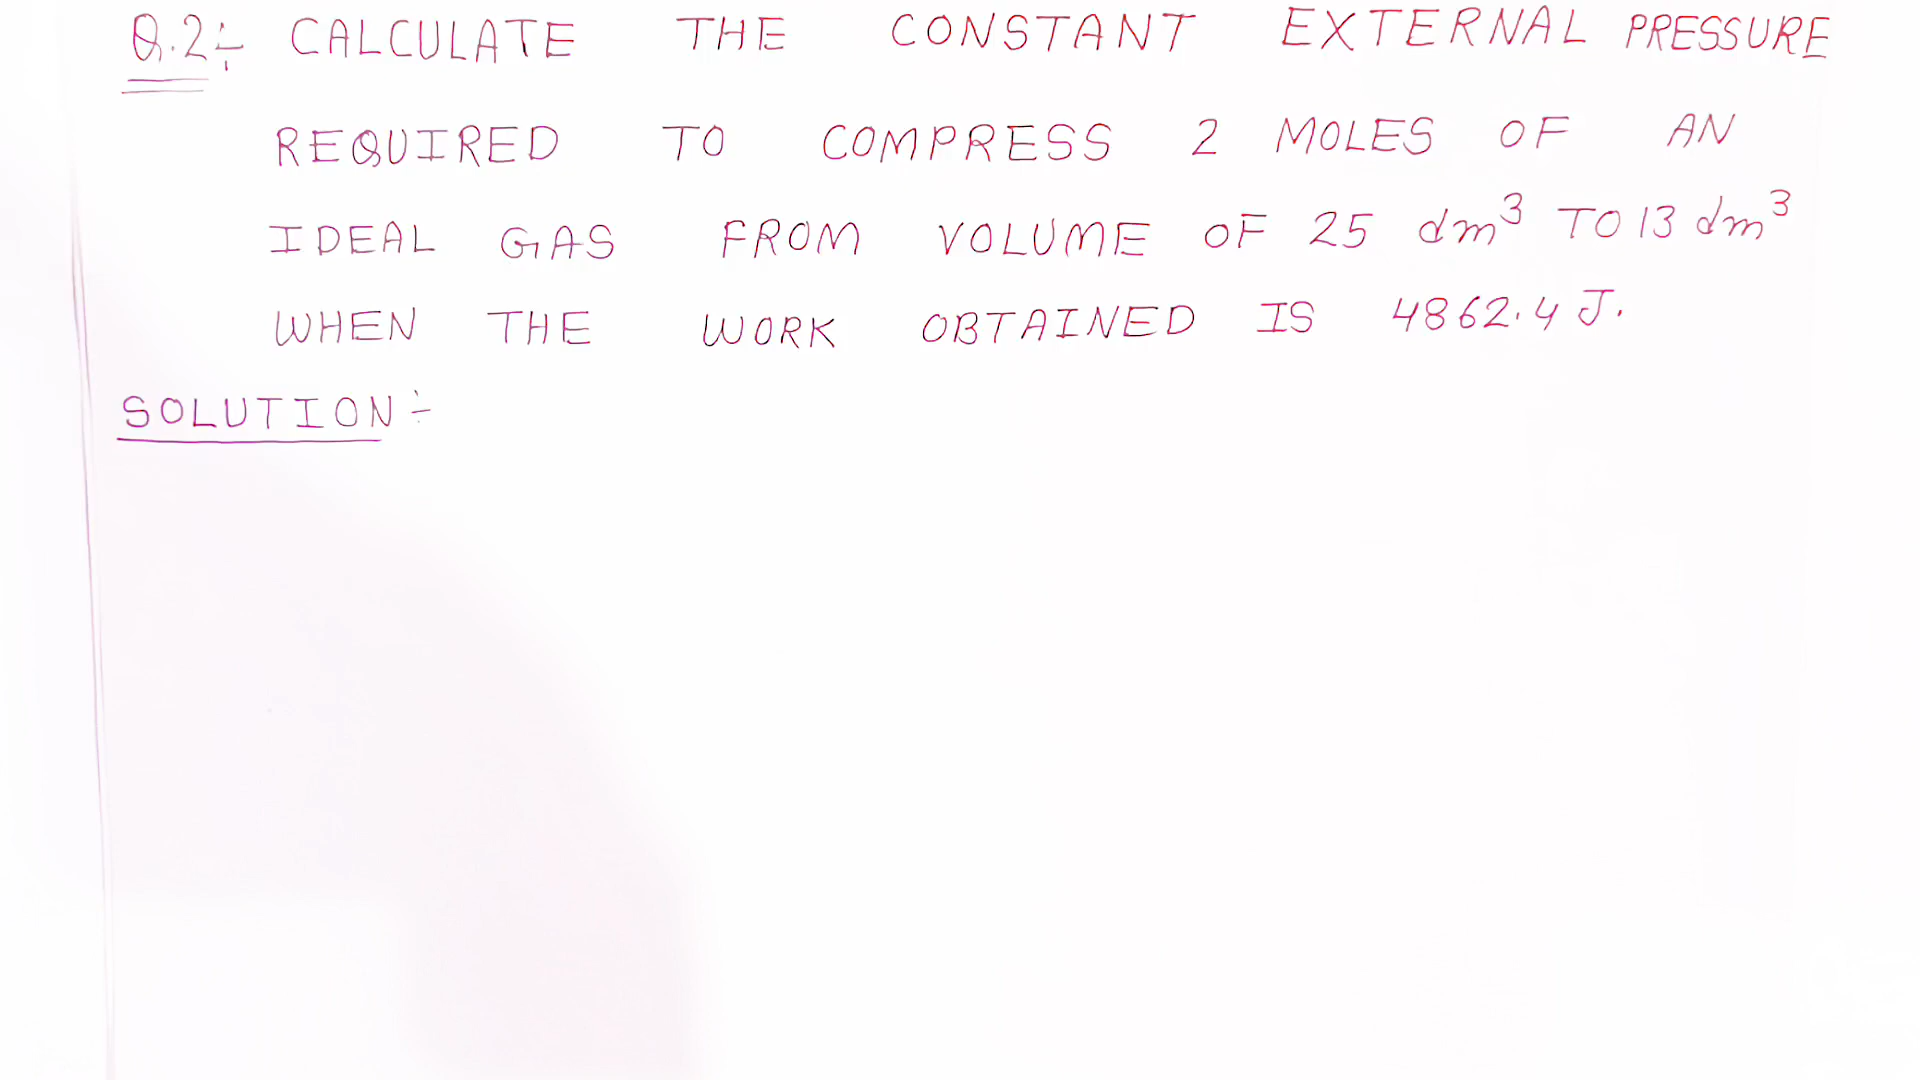 Q.2:- CALCULATE THE CONSTANT EXTERNAL PRESSURE
REQUIRED TO COMPRESS 2 MOLES OF AN
IDEAL GAS FROM VOLUME OF 25 dm³ TO 13 dm³
WHEN THE WORK OBTAINED IS 4862.4 J.
SOLUTION:-